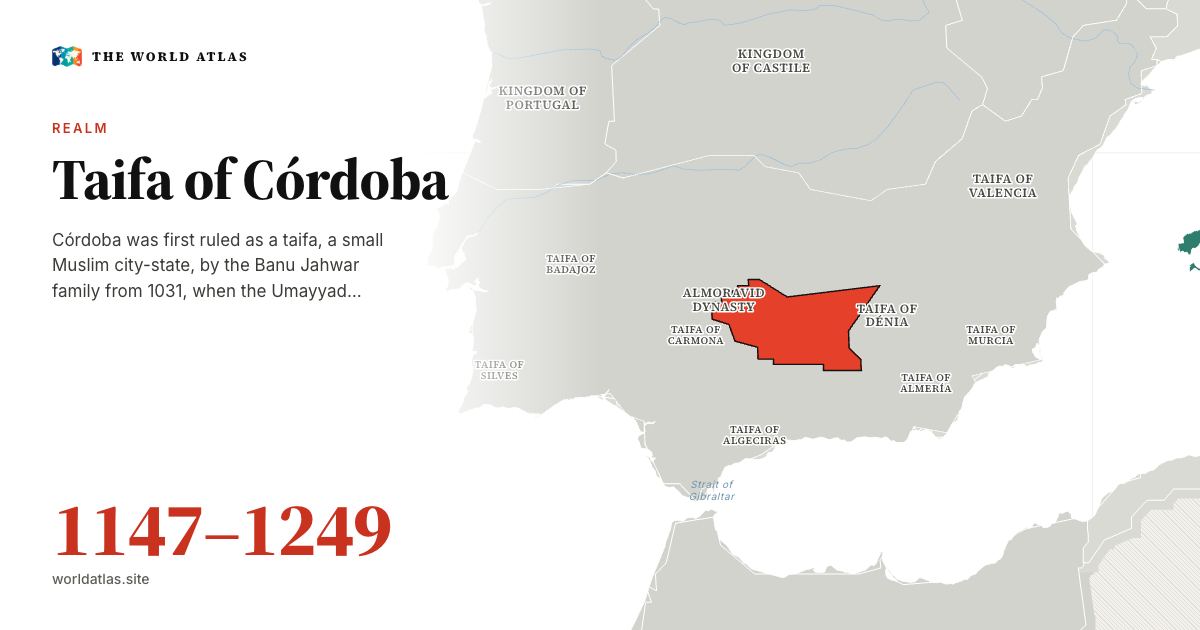 THE WORLD ATLAS
REALM
Taifa of Córdoba
Córdoba was first ruled as a taifa, a small
Muslim city-state, by the Banu Jahwar
family from 1031, when the Umayyad...
1147–1249
worldatlas.site
KINGDOM
OF CASTILE
KINGDOM OF
PORTUGAL
TAIFA OF
VALENCIA
TAIFA OF
BADAJOZ
ALMORAVID
DYNASTY
TAIFA OF
DÉNIA
TAIFA OF
CARMONA
TAIFA OF
MURCIA
TAIFA OF
SILVES
TAIFA OF
ALMERÍA
TAIFA OF
ALGECIRAS
Strait of
Gibraltar